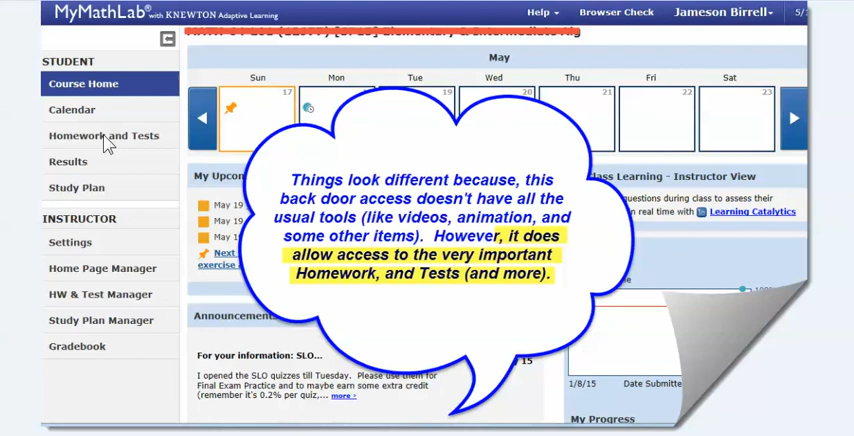 MyMathLab® with KNEWTON Adaptive Learning
Help
Browser Check
Jameson Birrell
5/
STUDENT
Course Home
Calendar
Homework and Tests
Results
Study Plan
INSTRUCTOR
Settings
Home Page Manager
HW & Test Manager
Study Plan Manager
Gradebook
May
Sun Mon Tue Wed Thu Fri Sat
17 19 20 21 22 23
My Upcom
May 19
May 19
May 1
Next
exercise
Things look different because, this
back door access doesn't have all the
usual tools (like videos, animation, and
some other items). However, it does
allow access to the very important
Homework, and Tests (and more).
lass Learning - Instructor View
questions during class to assess their
n real time with Learning Catalytics
100%
Announcements
For your information: SLO...
15
I opened the SLO quizzes till Tuesday. Please use them for
Final Exam Practice and to maybe earn some extra credit
(remember it's 0.2% per quiz,... more ›
1/8/15 Date Submitte
My Progress